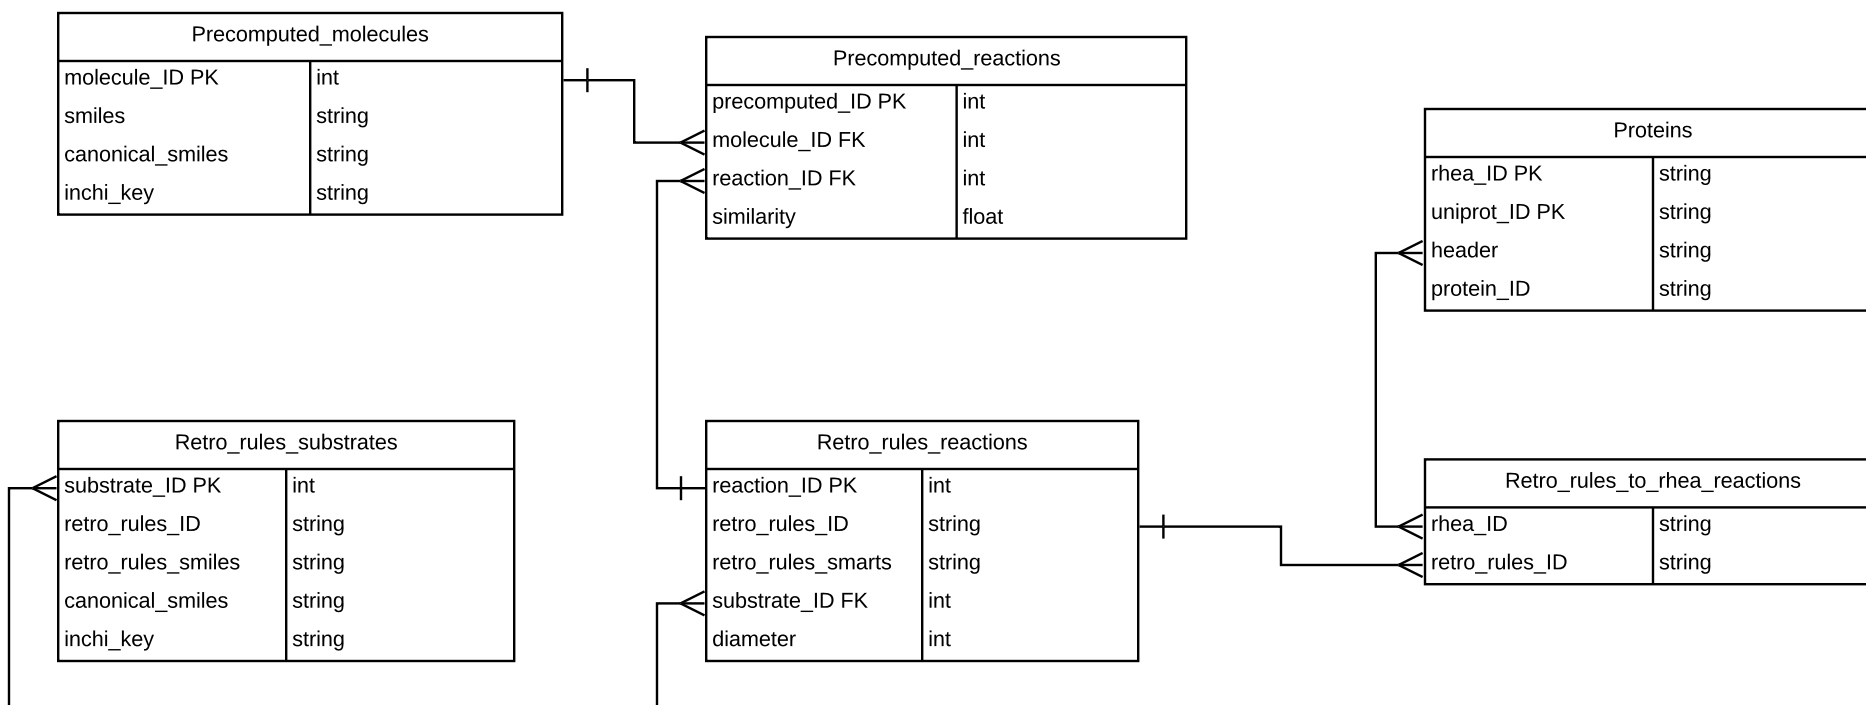 Precomputed_molecules
molecule_ID PK int
smiles string
canonical_smiles string
inchi_key string
Precomputed_reactions
precomputed_ID PK int
molecule_ID FK int
reaction_ID FK int
similarity float
Proteins
rhea_ID PK string
uniprot_ID PK string
header string
protein_ID string
Retro_rules_substrates
substrate_ID PK int
retro_rules_ID string
retro_rules_smiles string
canonical_smiles string
inchi_key string
Retro_rules_reactions
reaction_ID PK int
retro_rules_ID string
retro_rules_smarts string
substrate_ID FK int
diameter int
Retro_rules_to_rhea_reactions
rhea_ID string
retro_rules_ID string